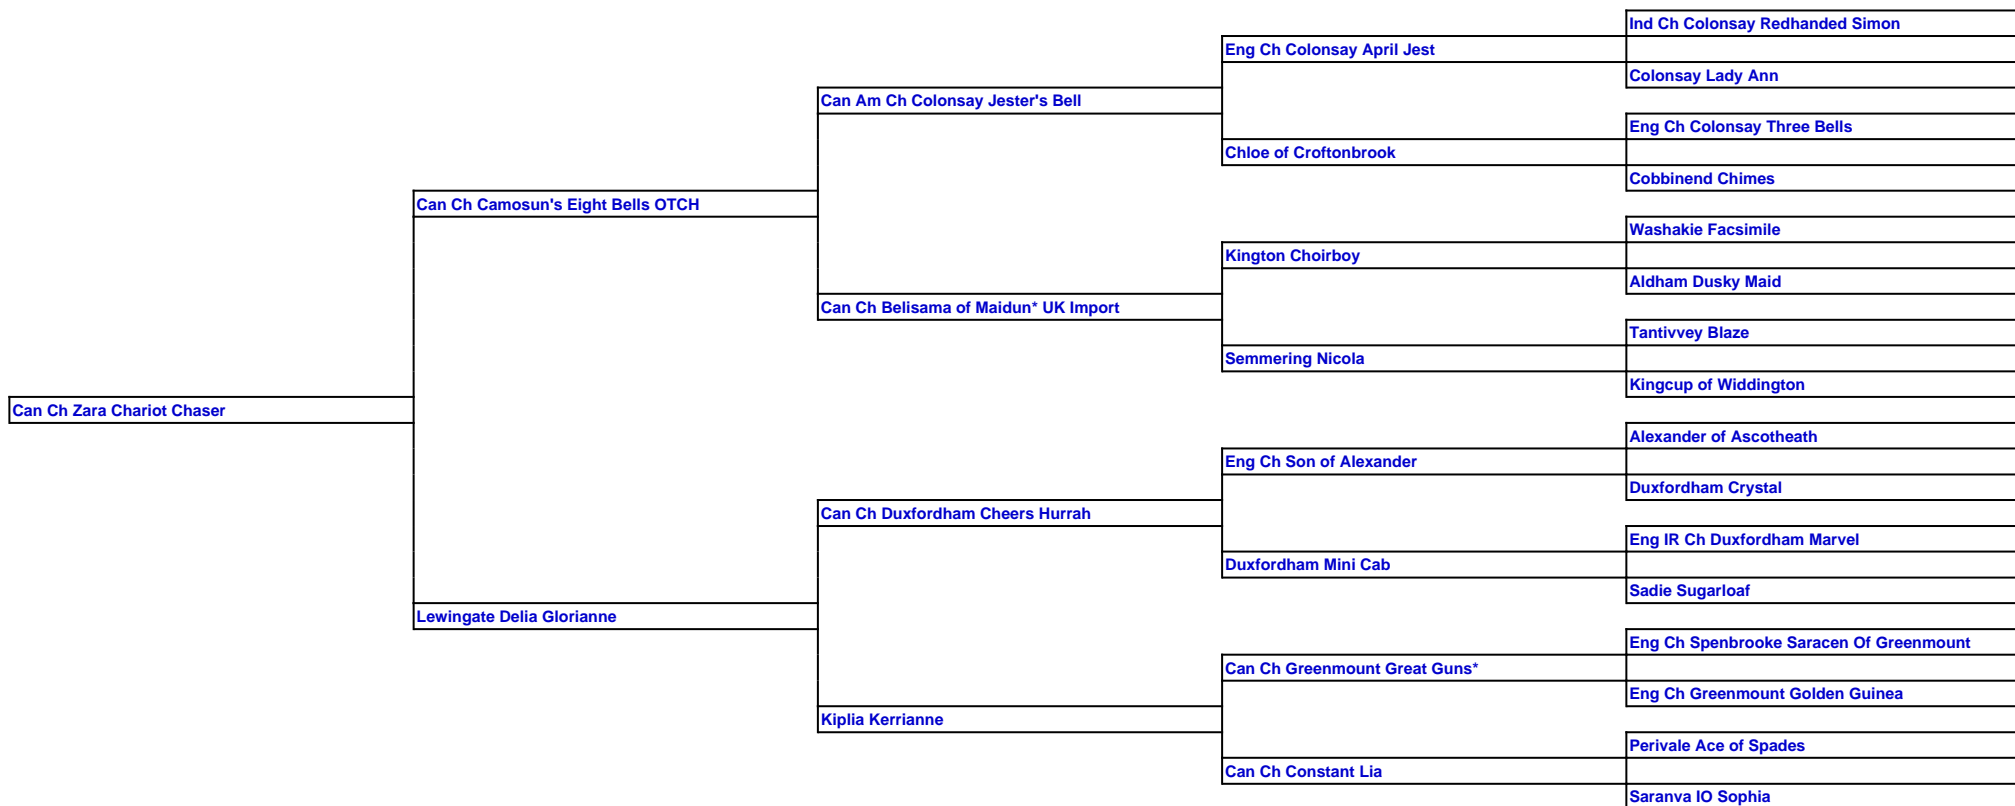 Ind Ch Colonsay Redhanded Simon
Eng Ch Colonsay April Jest
Colonsay Lady Ann
Can Am Ch Colonsay Jester's Bell
Eng Ch Colonsay Three Bells
Chloe of Croftonbrook
Cobbinend Chimes
Can Ch Camosun's Eight Bells OTCH
Washakie Facsimile
Kington Choirboy
Aldham Dusky Maid
Can Ch Belisama of Maidun* UK Import
Tantivvey Blaze
Semmering Nicola
Kingcup of Widdington
Can Ch Zara Chariot Chaser
Alexander of Ascotheath
Eng Ch Son of Alexander
Duxfordham Crystal
Can Ch Duxfordham Cheers Hurrah
Eng IR Ch Duxfordham Marvel
Duxfordham Mini Cab
Sadie Sugarloaf
Lewingate Delia Glorianne
Eng Ch Spenbrooke Saracen Of Greenmount
Can Ch Greenmount Great Guns*
Eng Ch Greenmount Golden Guinea
Kiplia Kerrianne
Perivale Ace of Spades
Can Ch Constant Lia
Saranva IO Sophia